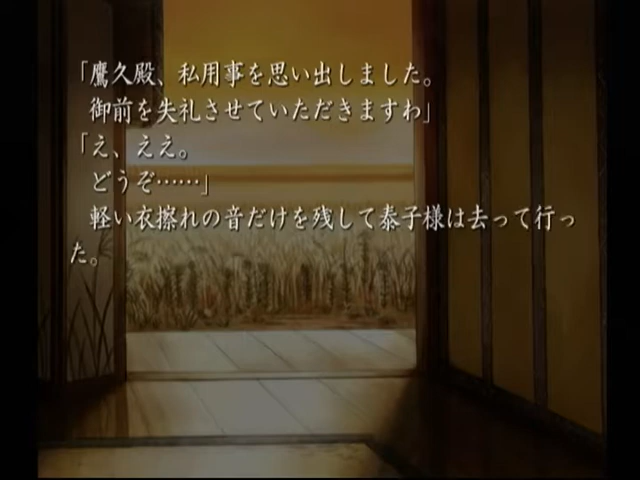 「鷹久殿、私用事を思い出しました。
御前を失礼させていただきますわ」
「え、ええ。
どうぞ……」
軽い衣擦れの音だけを残して泰子様は去って行っ
た。